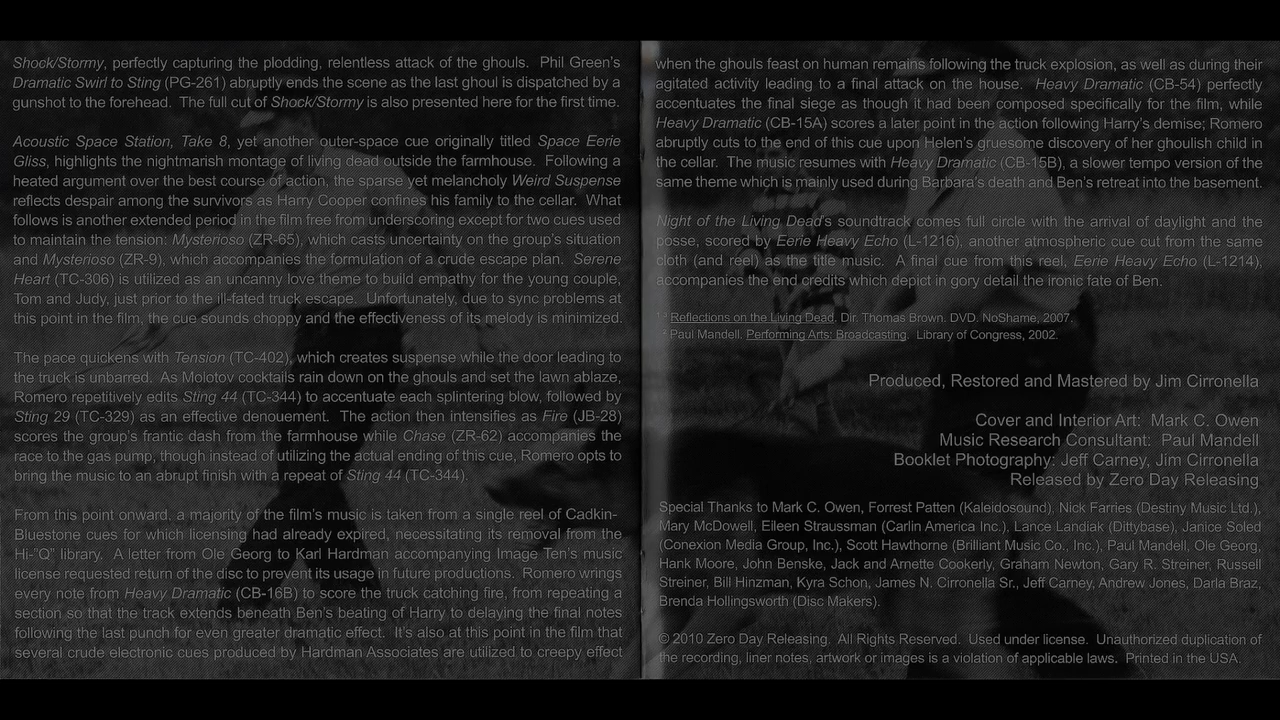 Shock/Stormy, perfectly capturing the plodding, relentless attack of the ghouls. Phil Green's
Dramatic Swirl to Sting (PG-261) abruptly ends the scene as the last ghoul is dispatched by a
gunshot to the forehead. The full cut of Shock/Stormy is also presented here for the first time.
Acoustic Space Station, Take 8, yet another outer-space cue originally titled Space Eerie
Gliss, highlights the nightmarish montage of living dead outside the farmhouse. Following a
heated argument over the best course of action, the sparse yet melancholy Weird Suspense
reflects despair among the survivors as Harry Cooper confines his family to the cellar. What
follows is another extended period in the film free from underscoring except for two cues used
to maintain the tension: Mysterioso (ZR-65), which casts uncertainty on the group's situation
and Mysterioso (ZR-9), which accompanies the formulation of a crude escape plan. Serene
Heart (TC-306) is utilized as an uncanny love theme to build empathy for the young couple,
Tom and Judy, just prior to the ill-fated truck escape. Unfortunately, due to sync problems at
this point in the film, the cue sounds choppy and the effectiveness of its melody is minimized.
The pace quickens with Tension (TC-402), which creates suspense while the door leading to
the truck is unbarred. As Molotov cocktails rain down on the ghouls and set the lawn ablaze,
Romero repetitively edits Sting 44 (TC-344) to accentuate each splintering blow, followed by
Sting 29 (TC-329) as an effective denouement. The action then intensifies as Fire (JB-28)
scores the group's frantic dash from the farmhouse while Chase (ZR-62) accompanies the
race to the gas pump, though instead of utilizing the actual ending of this cue, Romero opts to
bring the music to an abrupt finish with a repeat of Sting 44 (TC-344).
From this point onward, a majority of the film's music is taken from a single reel of Cadkin-
Bluestone cues for which licensing had already expired, necessitating its removal from the
Hi-"Q" library. A letter from Ole Georg to Karl Hardman accompanying Image Ten's music
license requested return of the disc to prevent its usage in future productions. Romero wrings
every note from Heavy Dramatic (CB-16B) to score the truck catching fire, from repeating a
section so that the track extends beneath Ben's beating of Harry to delaying the final notes
following the last punch for even greater dramatic effect. It's also at this point in the film that
several crude electronic cues produced by Hardman Associates are utilized to creepy effect
when the ghouls feast on human remains following the truck explosion, as well as during their
agitated activity leading to a final attack on the house. Heavy Dramatic (CB-54) perfectly
accentuates the final siege as though it had been composed specifically for the film, while
Heavy Dramatic (CB-15A) scores a later point in the action following Harry's demise; Romero
abruptly cuts to the end of this cue upon Helen's gruesome discovery of her ghoulish child in
the cellar. The music resumes with Heavy Dramatic (CB-15B), a slower tempo version of the
same theme which is mainly used during Barbara's death and Ben's retreat into the basement.
Night of the Living Dead's soundtrack comes full circle with the arrival of daylight and the
posse, scored by Eerie Heavy Echo (L-1216), another atmospheric cue cut from the same
cloth (and reel) as the title music. A final cue from this reel, Eerie Heavy Echo (L-1214),
accompanies the end credits which depict in gory detail the ironic fate of Ben.
Reflections on the Living Dead. Dir. Thomas Brown. DVD. NoShame, 2007.
Paul Mandell. Performing Arts: Broadcasting. Library of Congress, 2002.
Produced, Restored and Mastered by Jim Cirronella
Cover and Interior Art: Mark C. Owen
Music Research Consultant: Paul Mandell
Booklet Photography: Jeff Carney, Jim Cirronella
Released by Zero Day Releasing
Special Thanks to Mark C. Owen, Forrest Patten (Kaleidosound), Nick Farries (Destiny Music Ltd.),
Mary McDowell, Eileen Straussman (Carlin America Inc.), Lance Landiak (Dittybase), Janice Soled
(Conexion Media Group, Inc.), Scott Hawthorne (Brilliant Music Co., Inc.), Paul Mandell, Ole Georg,
Hank Moore, John Benske, Jack and Arnette Cookerly, Graham Newton, Gary R. Streiner, Russell
Streiner, Bill Hinzman, Kyra Schon, James N. Cirronella Sr., Jeff Carney, Andrew Jones, Darla Braz,
Brenda Hollingsworth (Disc Makers).
© 2010 Zero Day Releasing. All Rights Reserved. Used under license. Unauthorized duplication of
the recording, liner notes, artwork or images is a violation of applicable laws. Printed in the USA.